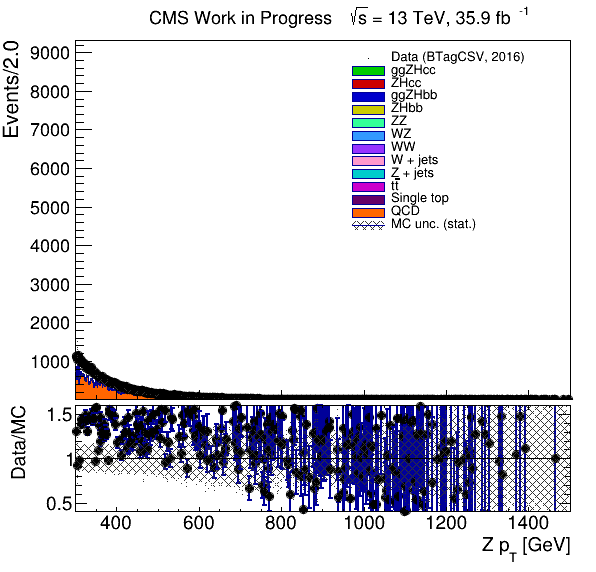 CMS Work in Progress √s = 13 TeV, 35.9 fb -1
Events/2.0
9000
8000
7000
6000
5000
4000
3000
2000
1000
Data (BTagCSV, 2016)
ggZHcc
ZHcc
ggZHbb
ZHbb
ZZ
WZ
WW
W + jets
Z + jets
tt̅
Single top
QCD
MC unc. (stat.)
Data/MC
1.5
1
0.5
400 600 800 1000 1200 1400
Z pT [GeV]